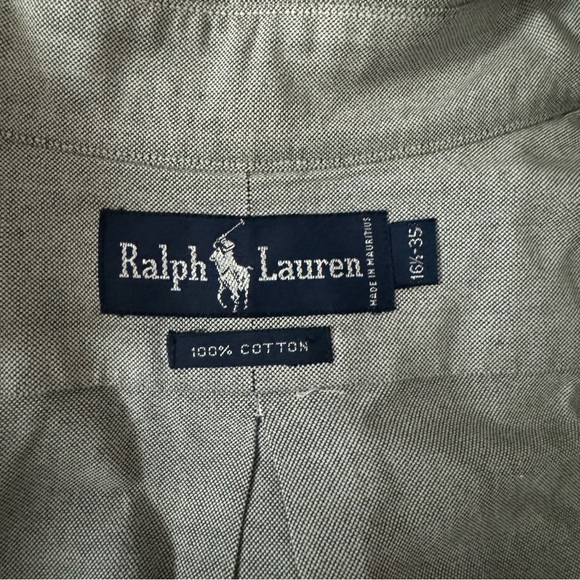 Ralph Lauren
MADE IN MAURITIUS
16½-35
100% COTTON